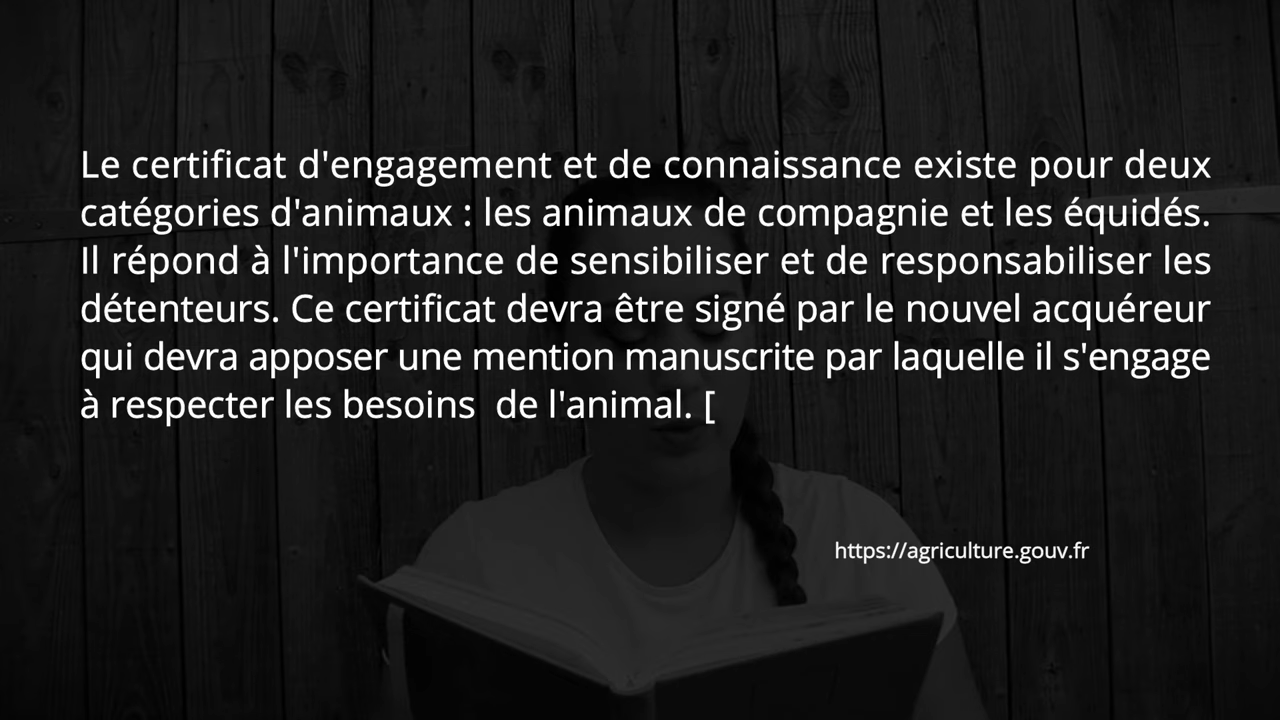 Le certificat d'engagement et de connaissance existe pour deux
catégories d'animaux : les animaux de compagnie et les équidés.
Il répond à l'importance de sensibiliser et de responsabiliser les
détenteurs. Ce certificat devra être signé par le nouvel acquéreur
qui devra apposer une mention manuscrite par laquelle il s'engage
à respecter les besoins  de l'animal. [
https://agriculture.gouv.fr